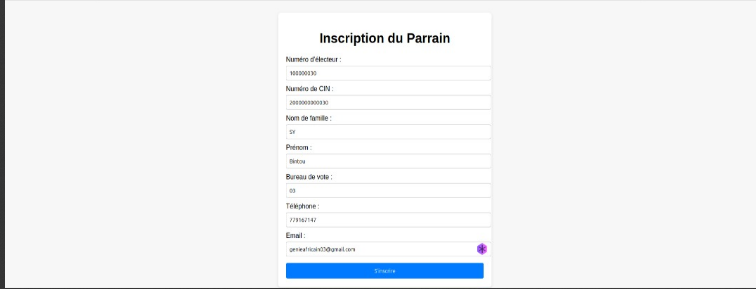 Inscription du Parrain
Numéro d'électeur :
100000030
Numéro de CIN :
2000000000030
Nom de famille :
SY
Prénom :
Bintou
Bureau de vote :
03
Téléphone :
779167147
Email :
genieafricain03@gmail.com
S'inscrire